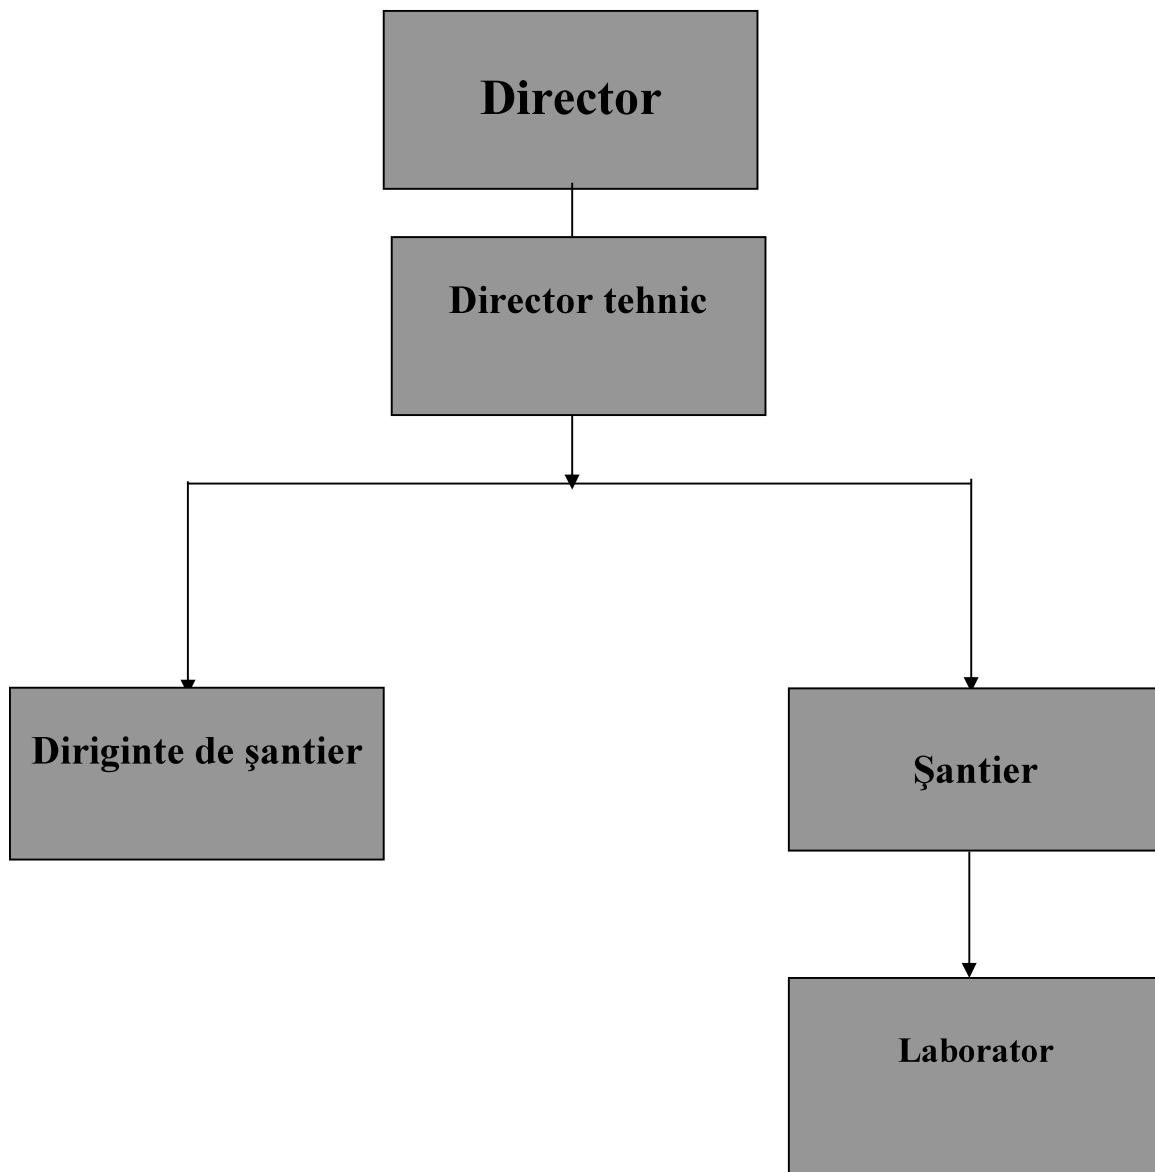 Director
Director tehnic
Diriginte de şantier
Şantier
Laborator